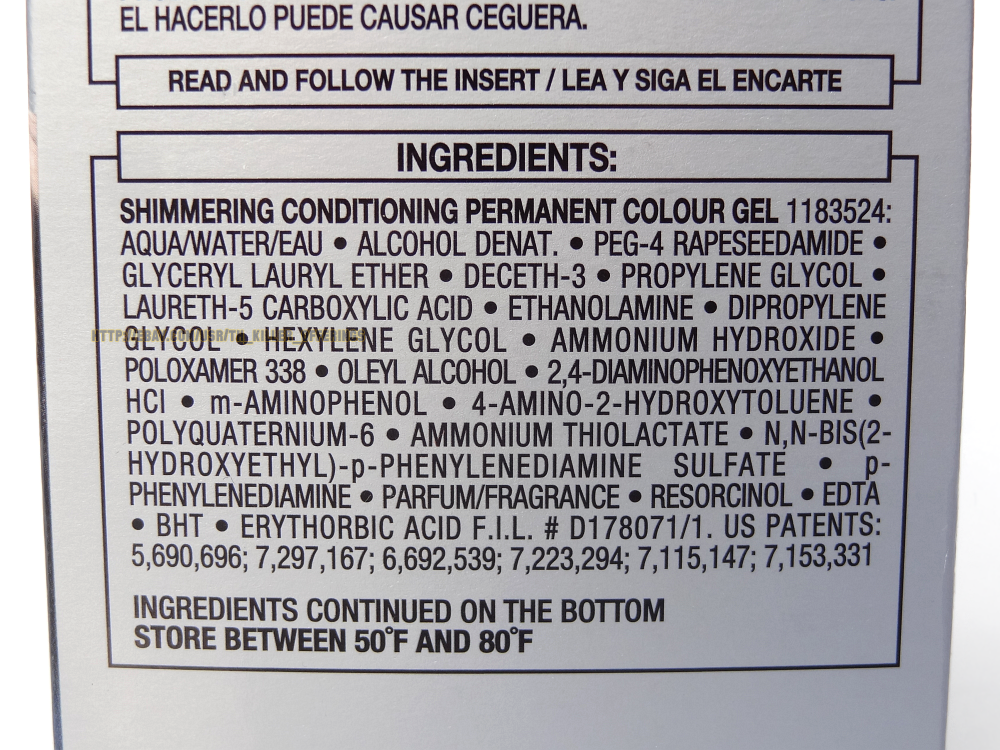 EL HACERLO PUEDE CAUSAR CEGUERA.
READ AND FOLLOW THE INSERT / LEA Y SIGA EL ENCARTE
INGREDIENTS:
SHIMMERING CONDITIONING PERMANENT COLOUR GEL 1183524:
AQUA/WATER/EAU • ALCOHOL DENAT. • PEG-4 RAPESEEDAMIDE •
GLYCERYL LAURYL ETHER • DECETH-3 • PROPYLENE GLYCOL •
LAURETH-5 CARBOXYLIC ACID • ETHANOLAMINE • DIPROPYLENE
GLYCOL • HEXYLENE GLYCOL • AMMONIUM HYDROXIDE •
POLOXAMER 338 • OLEYL ALCOHOL • 2,4-DIAMINOPHENOXYETHANOL
HCl • m-AMINOPHENOL • 4-AMINO-2-HYDROXYTOLUENE •
POLYQUATERNIUM-6 • AMMONIUM THIOLACTATE • N,N-BIS(2-
HYDROXYETHYL)-p-PHENYLENEDIAMINE SULFATE • p-
PHENYLENEDIAMINE • PARFUM/FRAGRANCE • RESORCINOL • EDTA
• BHT • ERYTHORBIC ACID F.I.L. # D178071/1. US PATENTS:
5,690,696; 7,297,167; 6,692,539; 7,223,294; 7,115,147; 7,153,331
INGREDIENTS CONTINUED ON THE BOTTOM
STORE BETWEEN 50°F AND 80°F